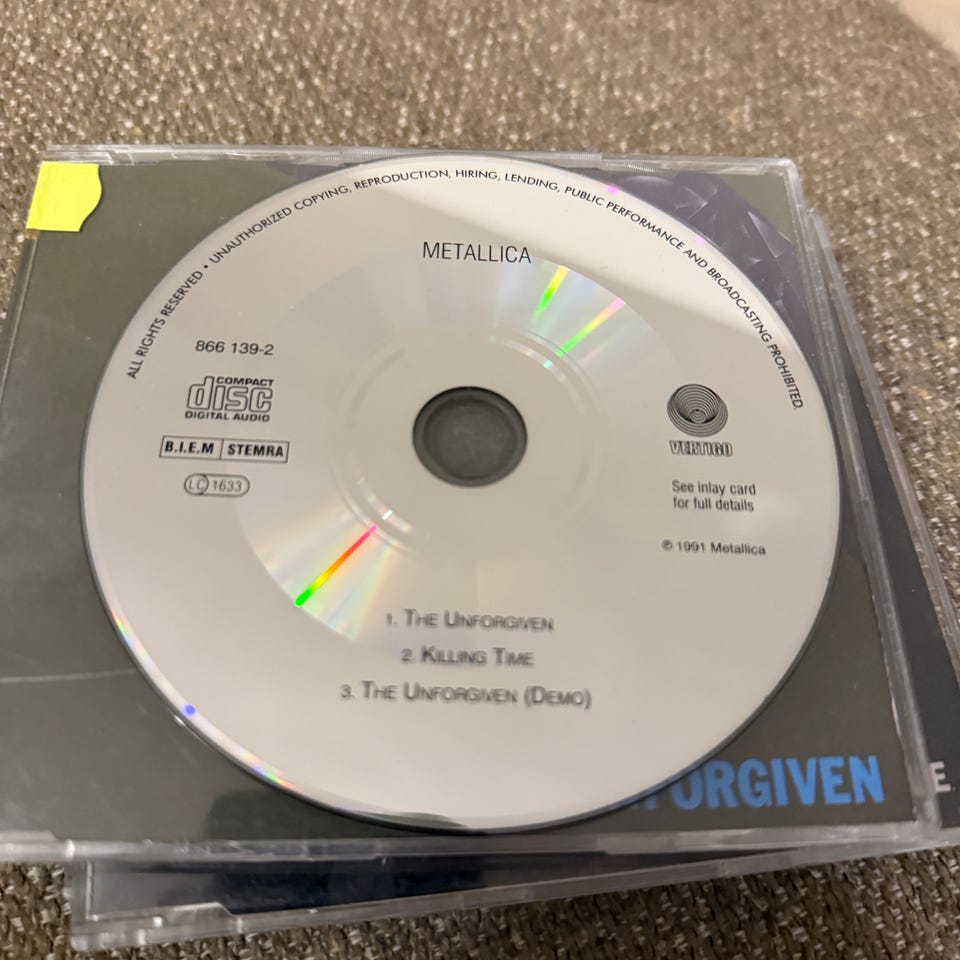 ALL RIGHTS RESERVED • UNAUTHORIZED COPYING, REPRODUCTION, HIRING, LENDING, PUBLIC PERFORMANCE AND BROADCASTING PROHIBITED.
METALLICA
866 139-2
COMPACT
disc
DIGITAL AUDIO
B.I.E.M STEMRA
LC 1633
VERTIGO
See inlay card
for full details
℗ 1991 Metallica
1. THE UNFORGIVEN
2. KILLING TIME
3. THE UNFORGIVEN (DEMO)
FORGIVEN
E